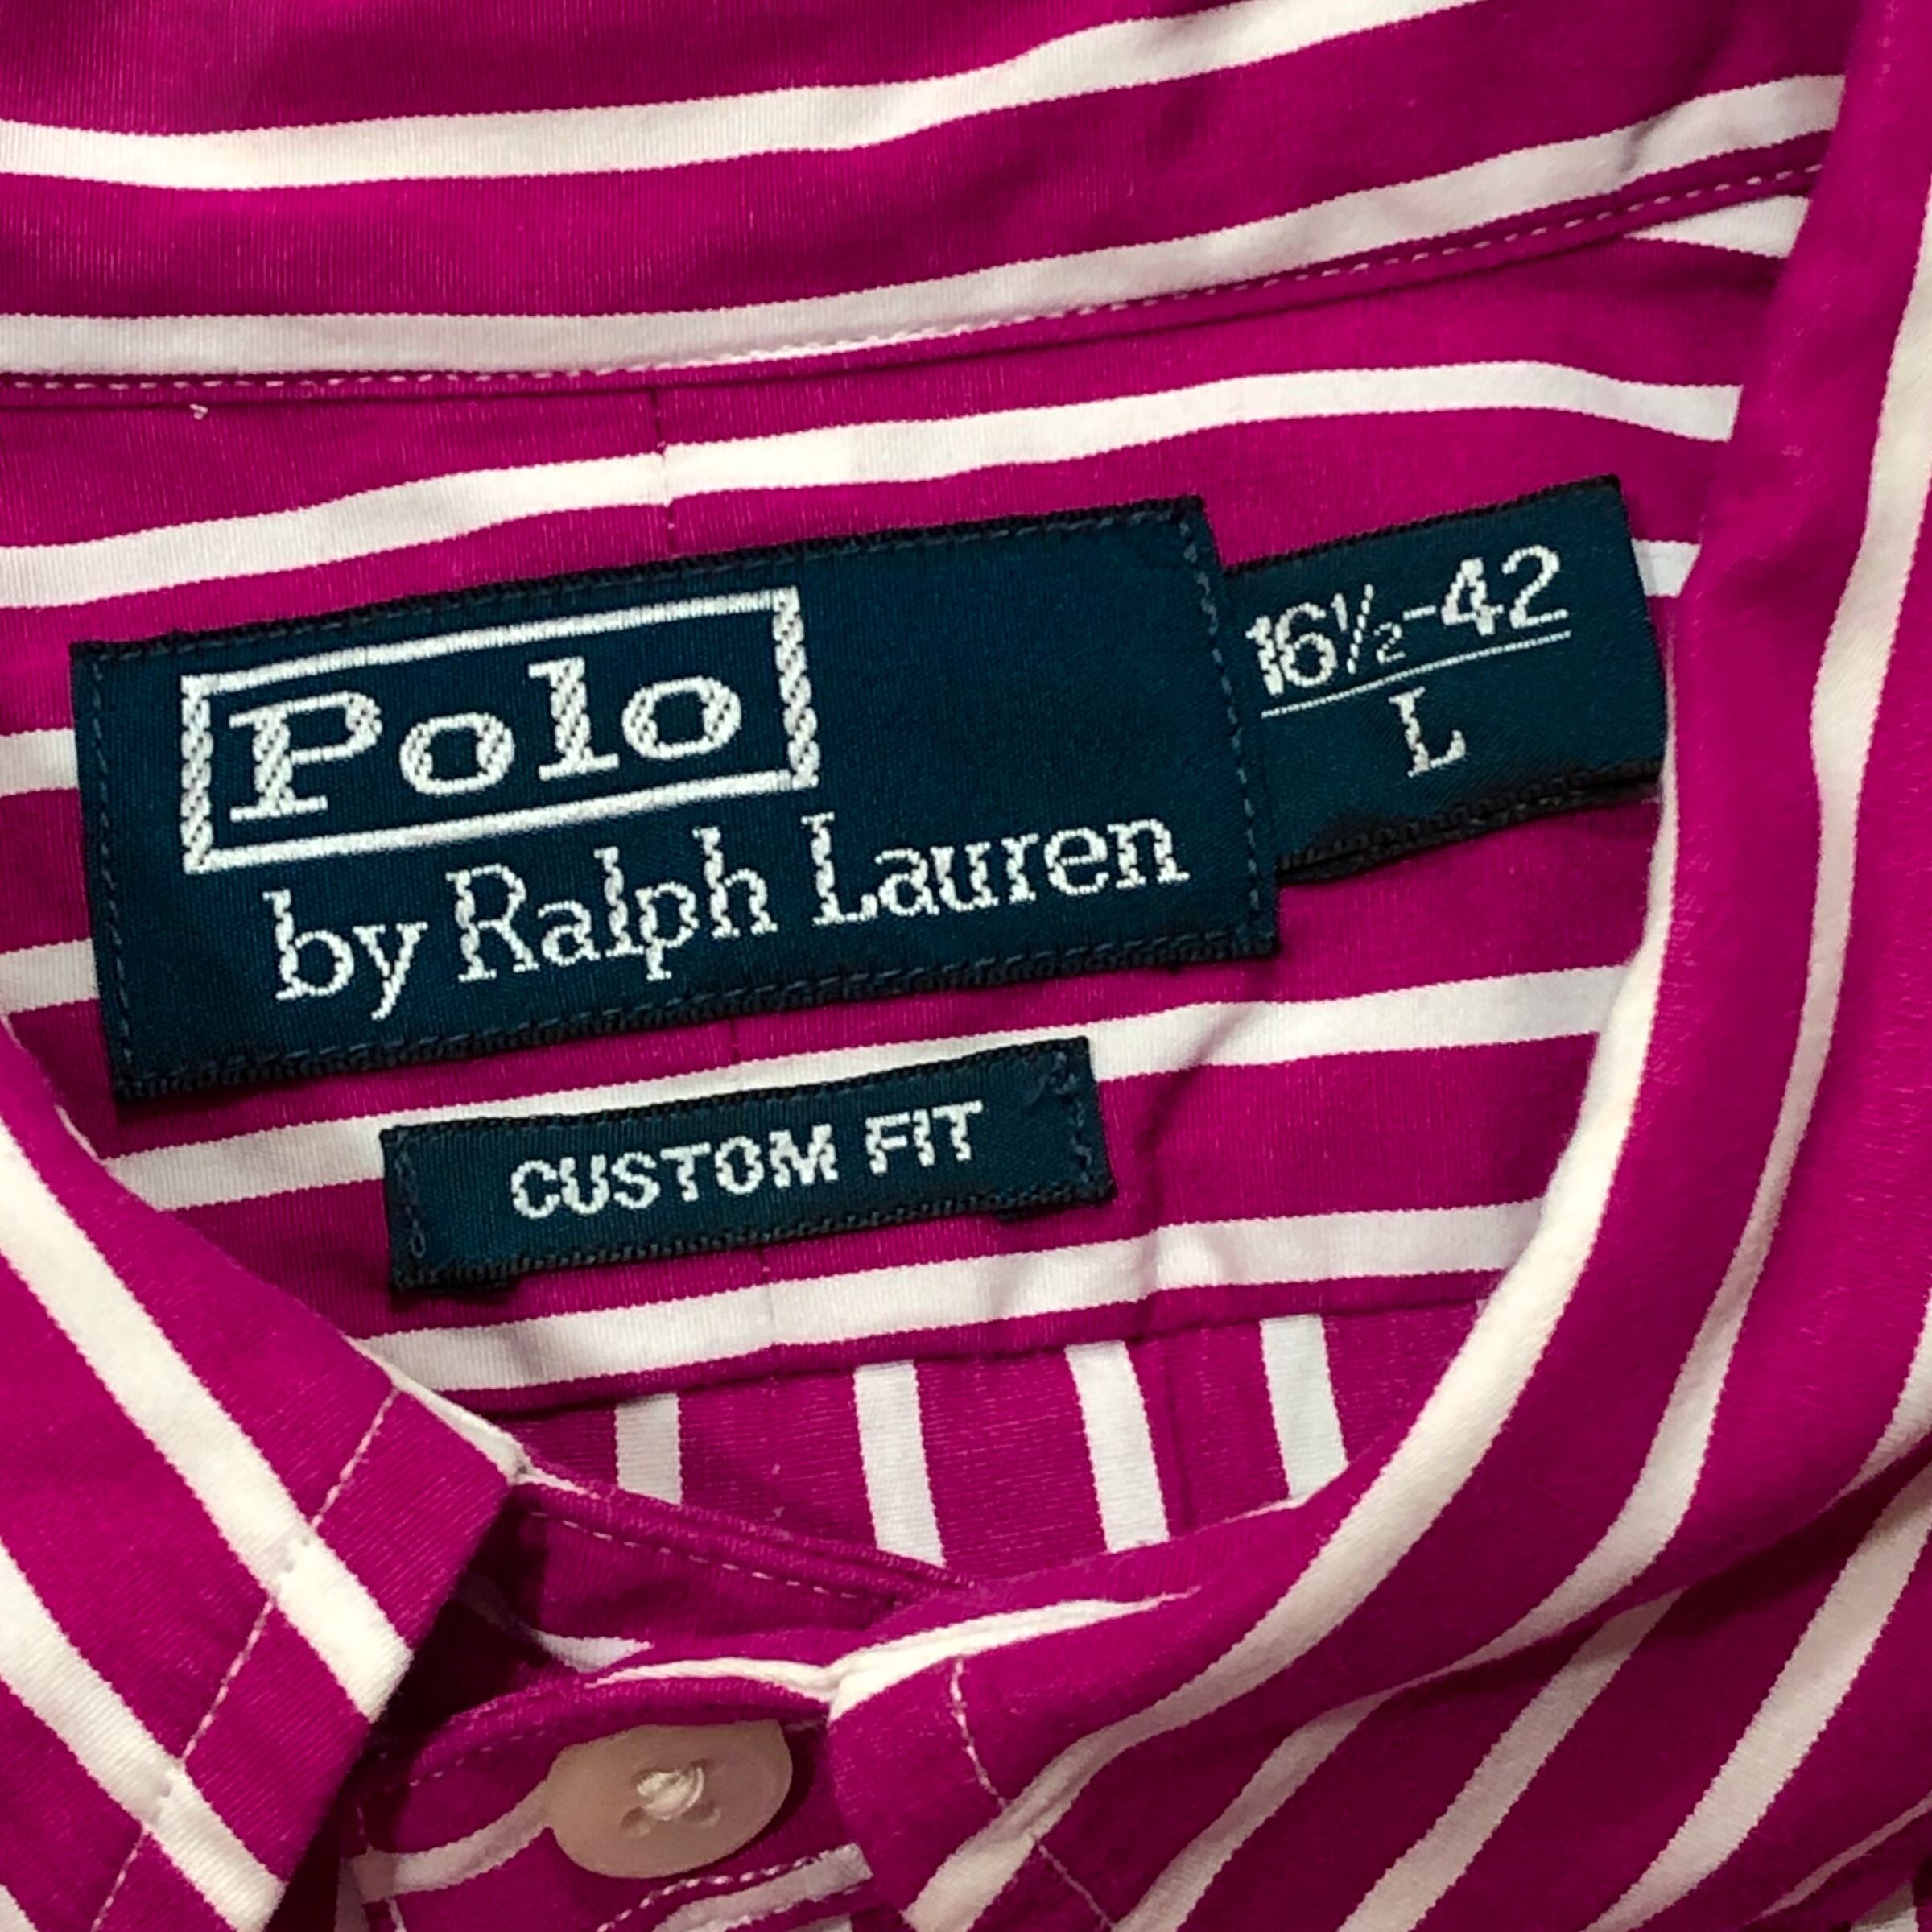 Polo
by Ralph Lauren
16½-42
L
CUSTOM FIT